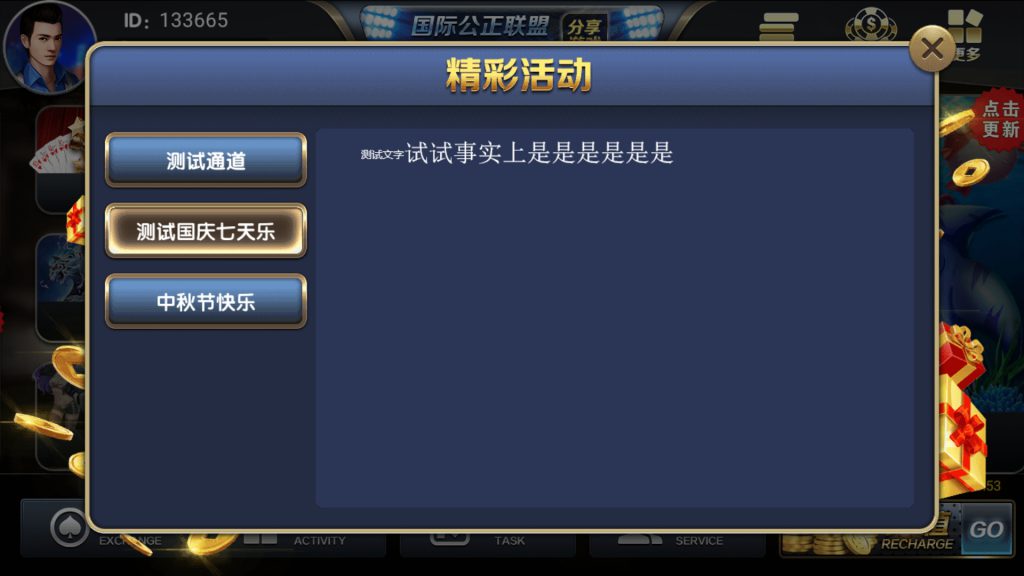 ID: 133665
国际公正联盟
分享
更多
精彩活动
点击
更新
测试通道
测试国庆七天乐
中秋节快乐
测试文字试试事实上是是是是是是
53
EXCHANGE
ACTIVITY
TASK
SERVICE
RECHARGE
GO